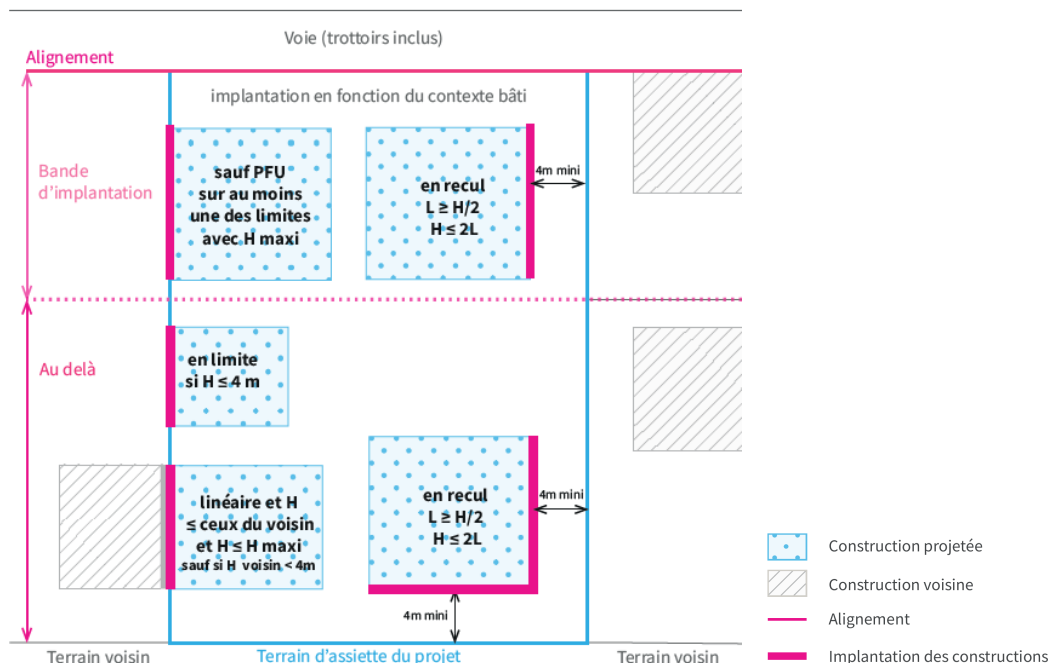 Voie (trottoirs inclus)
Alignement
implantation en fonction du contexte bâti
Bande
d'implantation
sauf PFU
sur au moins
une des limites
avec H maxi
en recul
L ≥ H/2
H ≤ 2L
4m mini
Au delà
en limite
si H ≤ 4 m
linéaire et H
≤ ceux du voisin
et H ≤ H maxi
sauf si H voisin < 4m
en recul
L ≥ H/2
H ≤ 2L
4m mini
4m mini
Terrain voisin
Terrain d'assiette du projet
Terrain voisin
Construction projetée
Construction voisine
Alignement
Implantation des constructions